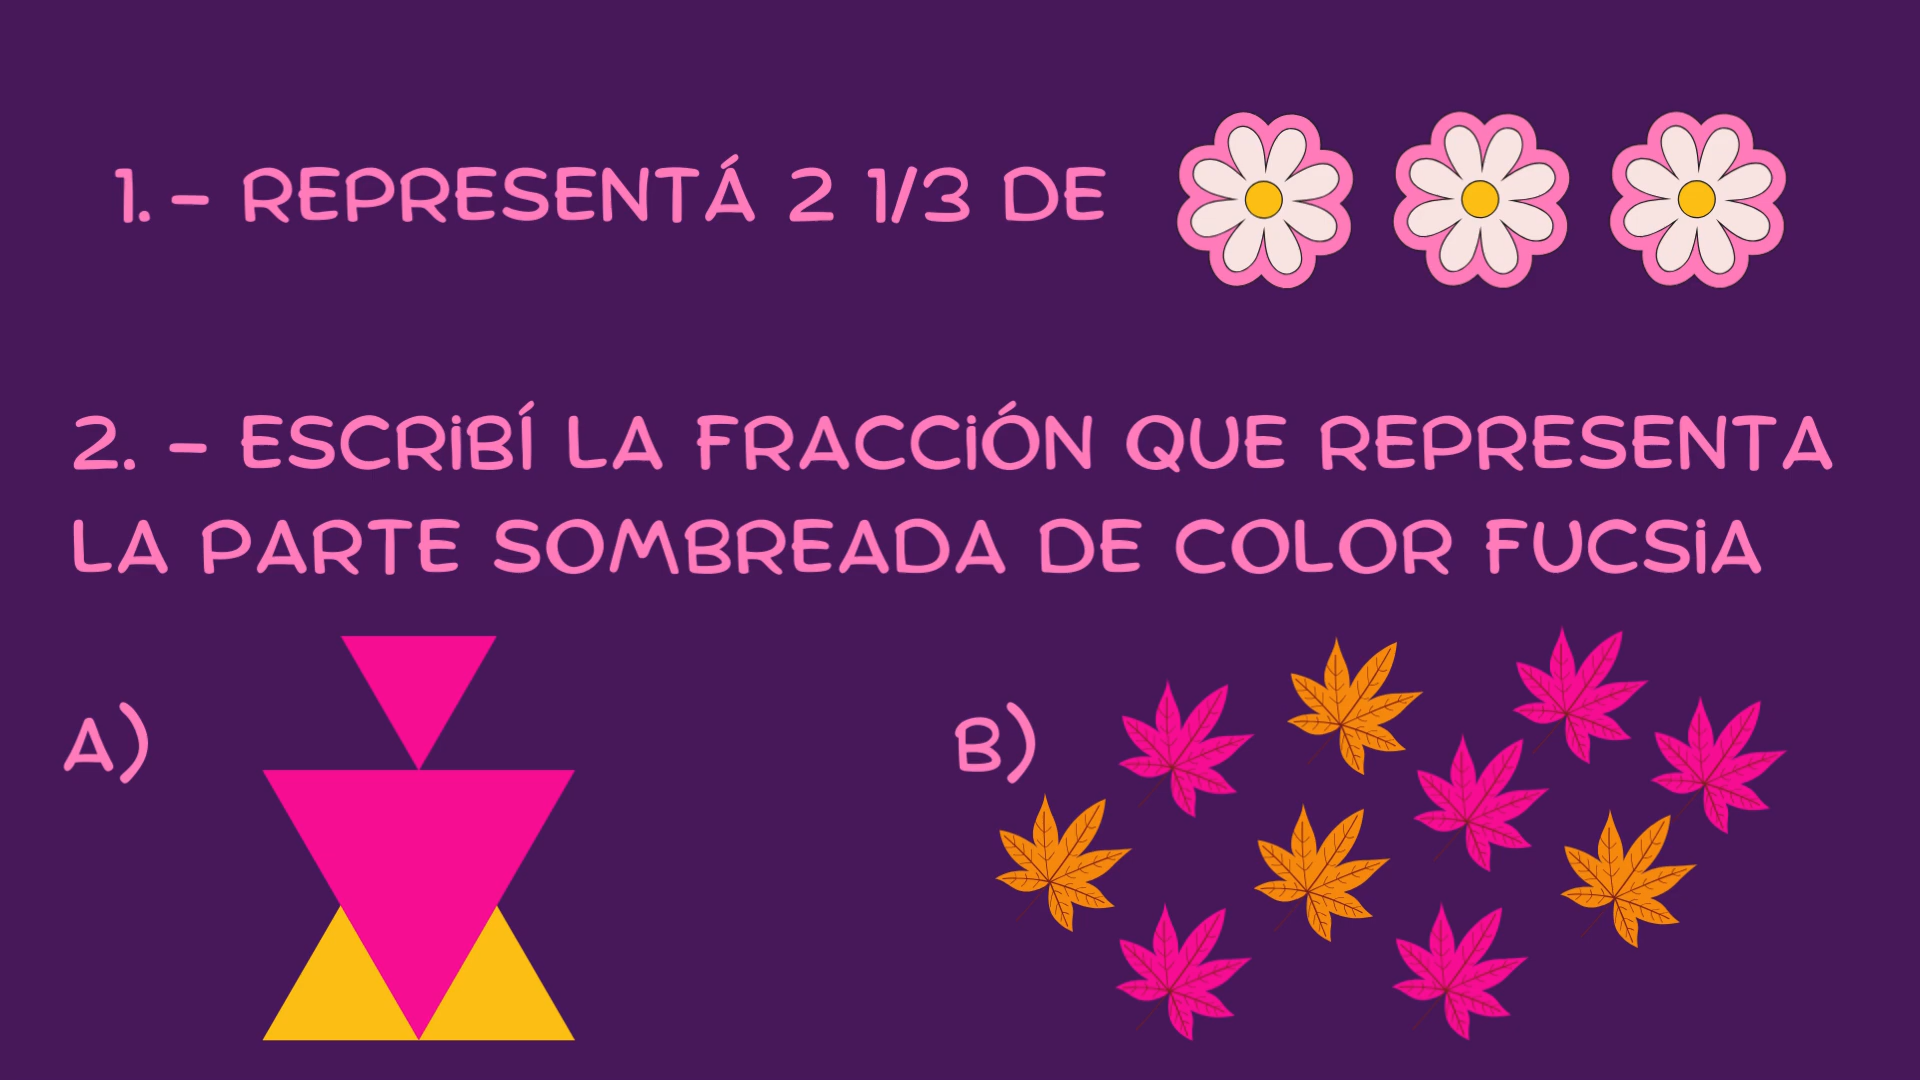 1. - REPRESENTÁ 2 1/3 DE
2. - ESCRIBÍ LA FRACCIÓN QUE REPRESENTA
LA PARTE SOMBREADA DE COLOR FUCSIA
A)
B)